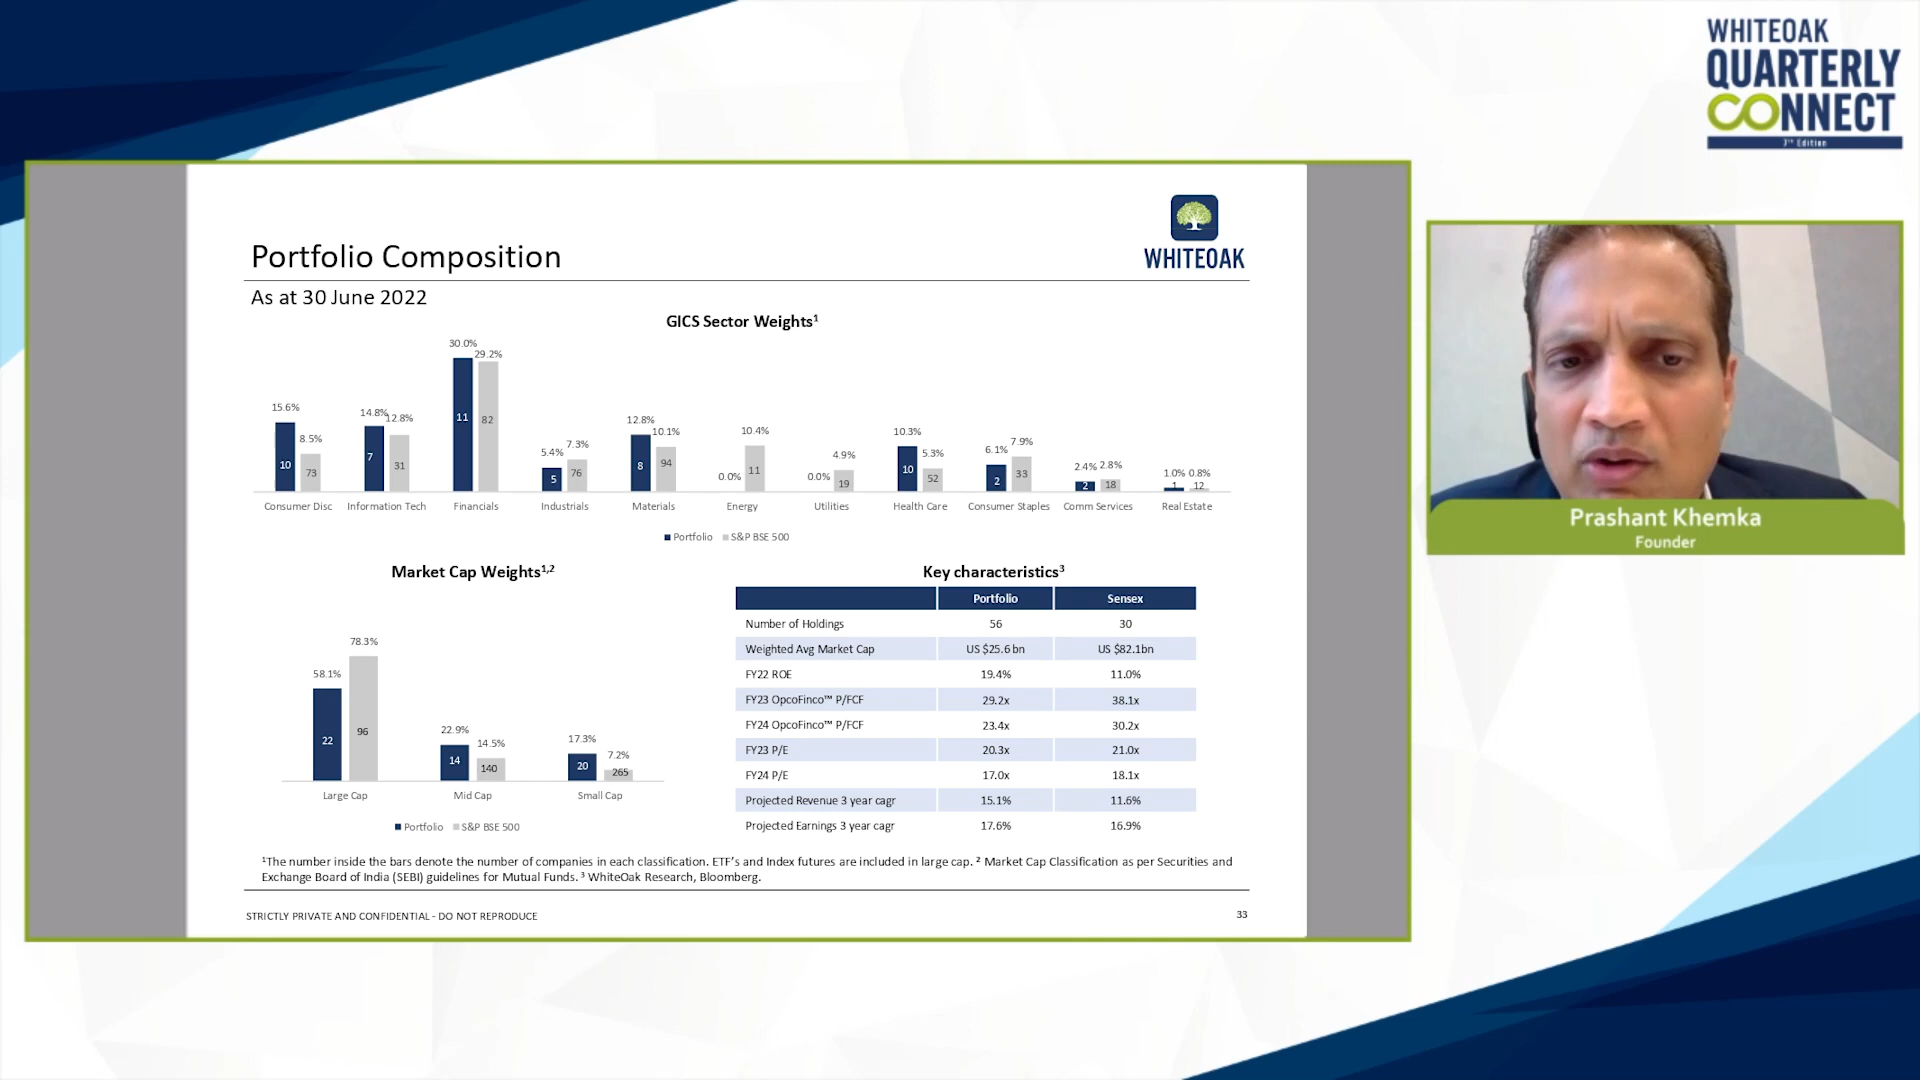 WHITEOAK
QUARTERLY
CONNECT
Edition
WHITEOAK
Portfolio Composition
As at 30 June 2022
GICS Sector Weights¹
15.6% 8.5% 14.8% 12.8% 30.0% 29.2% 5.4% 7.3% 12.8% 10.1% 0.0% 10.4% 0.0% 4.9% 10.3% 5.3% 6.1% 7.9% 2.4% 2.8% 1.0% 0.8%
10 73 7 31 11 82 5 76 8 94 11 19 10 52 2 33 2 18 1 12
Consumer Disc Information Tech Financials Industrials Materials Energy Utilities Health Care Consumer Staples Comm Services Real Estate
Portfolio S&P BSE 500
Market Cap Weights¹,²
58.1% 78.3% 22.9% 14.5% 17.3% 7.2%
22 96 14 140 20 265
Large Cap Mid Cap Small Cap
Portfolio S&P BSE 500
Key characteristics³
Portfolio Sensex
Number of Holdings 56 30
Weighted Avg Market Cap US $25.6 bn US $82.1bn
FY22 ROE 19.4% 11.0%
FY23 OpcoFinco™ P/FCF 29.2x 38.1x
FY24 OpcoFinco™ P/FCF 23.4x 30.2x
FY23 P/E 20.3x 21.0x
FY24 P/E 17.0x 18.1x
Projected Revenue 3 year cagr 15.1% 11.6%
Projected Earnings 3 year cagr 17.6% 16.9%
¹The number inside the bars denote the number of companies in each classification. ETF's and Index futures are included in large cap. ² Market Cap Classification as per Securities and
Exchange Board of India (SEBI) guidelines for Mutual Funds. ³ WhiteOak Research, Bloomberg.
STRICTLY PRIVATE AND CONFIDENTIAL - DO NOT REPRODUCE
33
Prashant Khemka
Founder